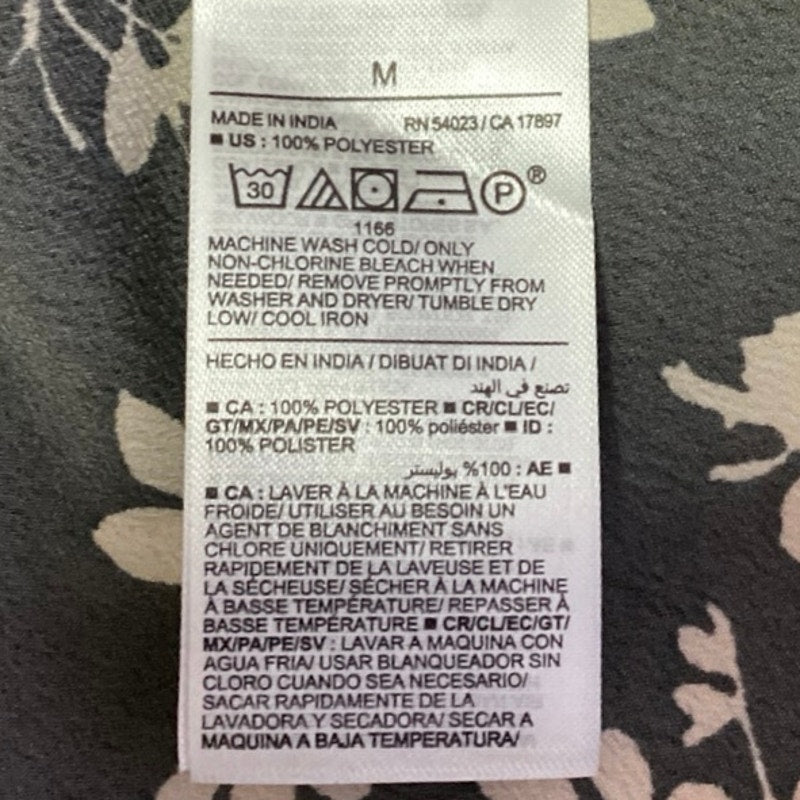 M
MADE IN INDIA RN 54023 / CA 17897
■ US : 100% POLYESTER
30 P®
1166
MACHINE WASH COLD/ ONLY
NON-CHLORINE BLEACH WHEN
NEEDED/ REMOVE PROMPTLY FROM
WASHER AND DRYER/ TUMBLE DRY
LOW/ COOL IRON
HECHO EN INDIA / DIBUAT DI INDIA /
تصنع في الهند
■ CA : 100% POLYESTER ■ CR/CL/EC/
GT/MX/PA/PE/SV : 100% poliéster ■ ID :
100% POLISTER
■ AE : 100% بوليستر
■ CA : LAVER À LA MACHINE À L'EAU
FROIDE/ UTILISER AU BESOIN UN
AGENT DE BLANCHIMENT SANS
CHLORE UNIQUEMENT/ RETIRER
RAPIDEMENT DE LA LAVEUSE ET DE
LA SÉCHEUSE/ SÉCHER À LA MACHINE
À BASSE TEMPÉRATURE/ REPASSER À
BASSE TEMPÉRATURE ■ CR/CL/EC/GT/
MX/PA/PE/SV : LAVAR A MAQUINA CON
AGUA FRIA/ USAR BLANQUEADOR SIN
CLORO CUANDO SEA NECESARIO/
SACAR RAPIDAMENTE DE LA
LAVADORA Y SECADORA/ SECAR A
MAQUINA A BAJA TEMPERATURA/